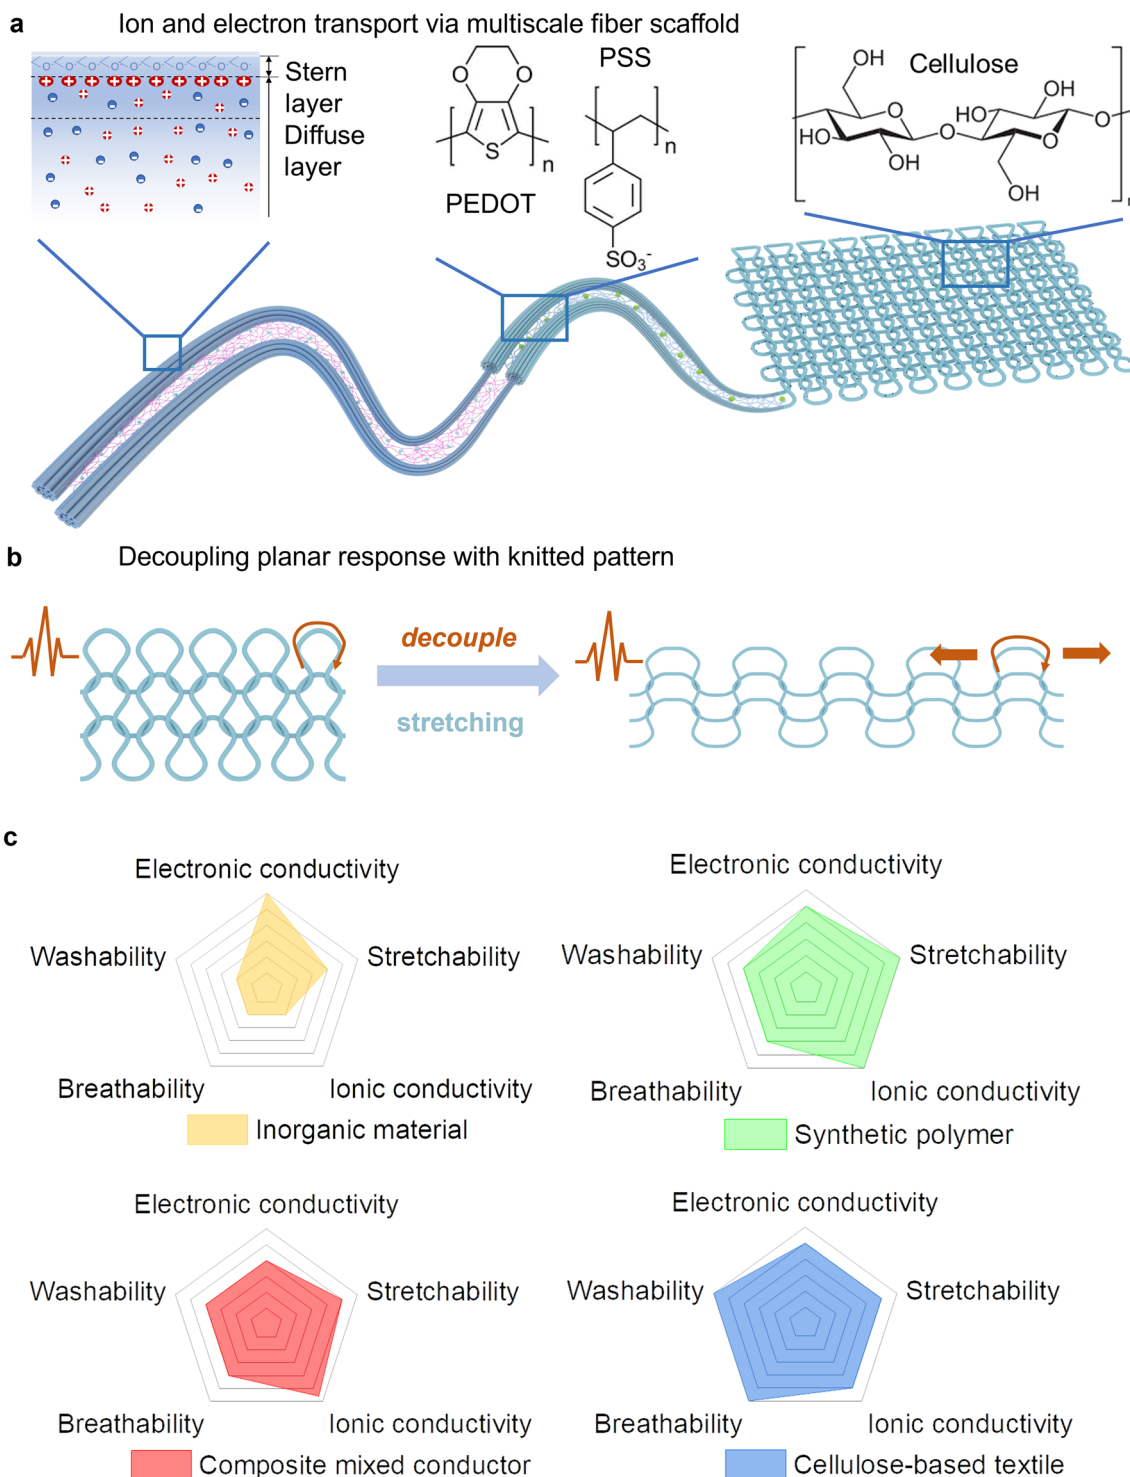 a Ion and electron transport via multiscale fiber scaffold
Stern
layer
Diffuse
layer
O O
S
n
PEDOT
PSS
n
SO₃⁻
Cellulose
OH
O
HO
OH
O
OH
HO
O
O
OH
n
b Decoupling planar response with knitted pattern
decouple
stretching
c
Electronic conductivity
Washability
Stretchability
Breathability
Ionic conductivity
Inorganic material
Electronic conductivity
Washability
Stretchability
Breathability
Ionic conductivity
Synthetic polymer
Electronic conductivity
Washability
Stretchability
Breathability
Ionic conductivity
Composite mixed conductor
Electronic conductivity
Washability
Stretchability
Breathability
Ionic conductivity
Cellulose-based textile